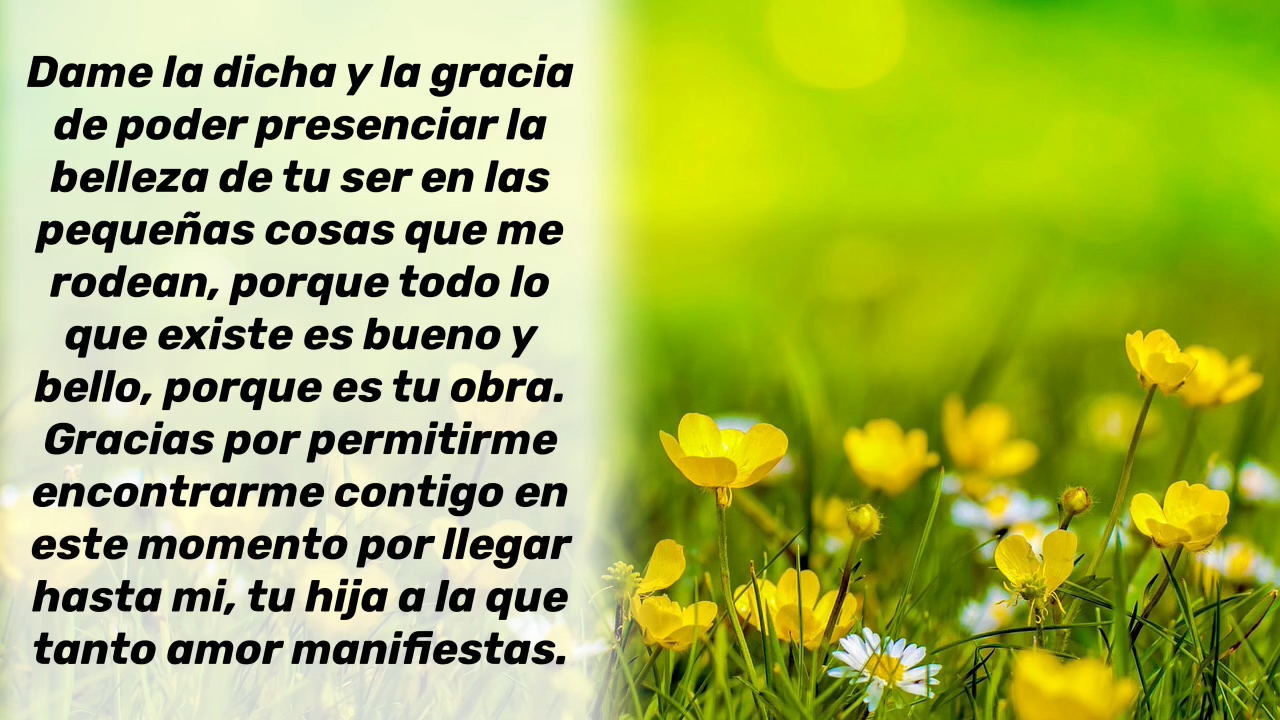 Dame la dicha y la gracia
de poder presenciar la
belleza de tu ser en las
pequeñas cosas que me
rodean, porque todo lo
que existe es bueno y
bello, porque es tu obra.
Gracias por permitirme
encontrarme contigo en
este momento por llegar
hasta mi, tu hija a la que
tanto amor manifiestas.